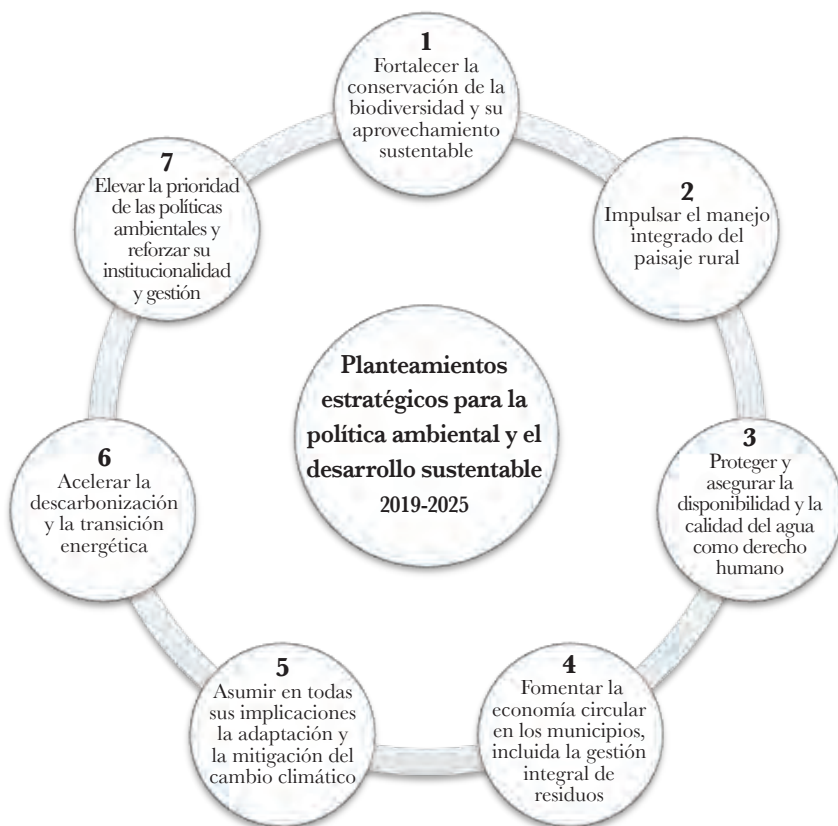 1
Fortalecer la
conservación de la
biodiversidad y su
aprovechamiento
sustentable
2
Impulsar el manejo
integrado del
paisaje rural
3
Proteger y
asegurar la
disponibilidad y la
calidad del agua
como derecho
humano
4
Fomentar la
economía circular
en los municipios,
incluida la gestión
integral de
residuos
5
Asumir en todas
sus implicaciones
la adaptación y
la mitigación del
cambio climático
6
Acelerar la
descarbonización
y la transición
energética
7
Elevar la prioridad
de las políticas
ambientales y
reforzar su
institucionalidad
y gestión
Planteamientos
estratégicos para la
política ambiental y el
desarrollo sustentable
2019-2025